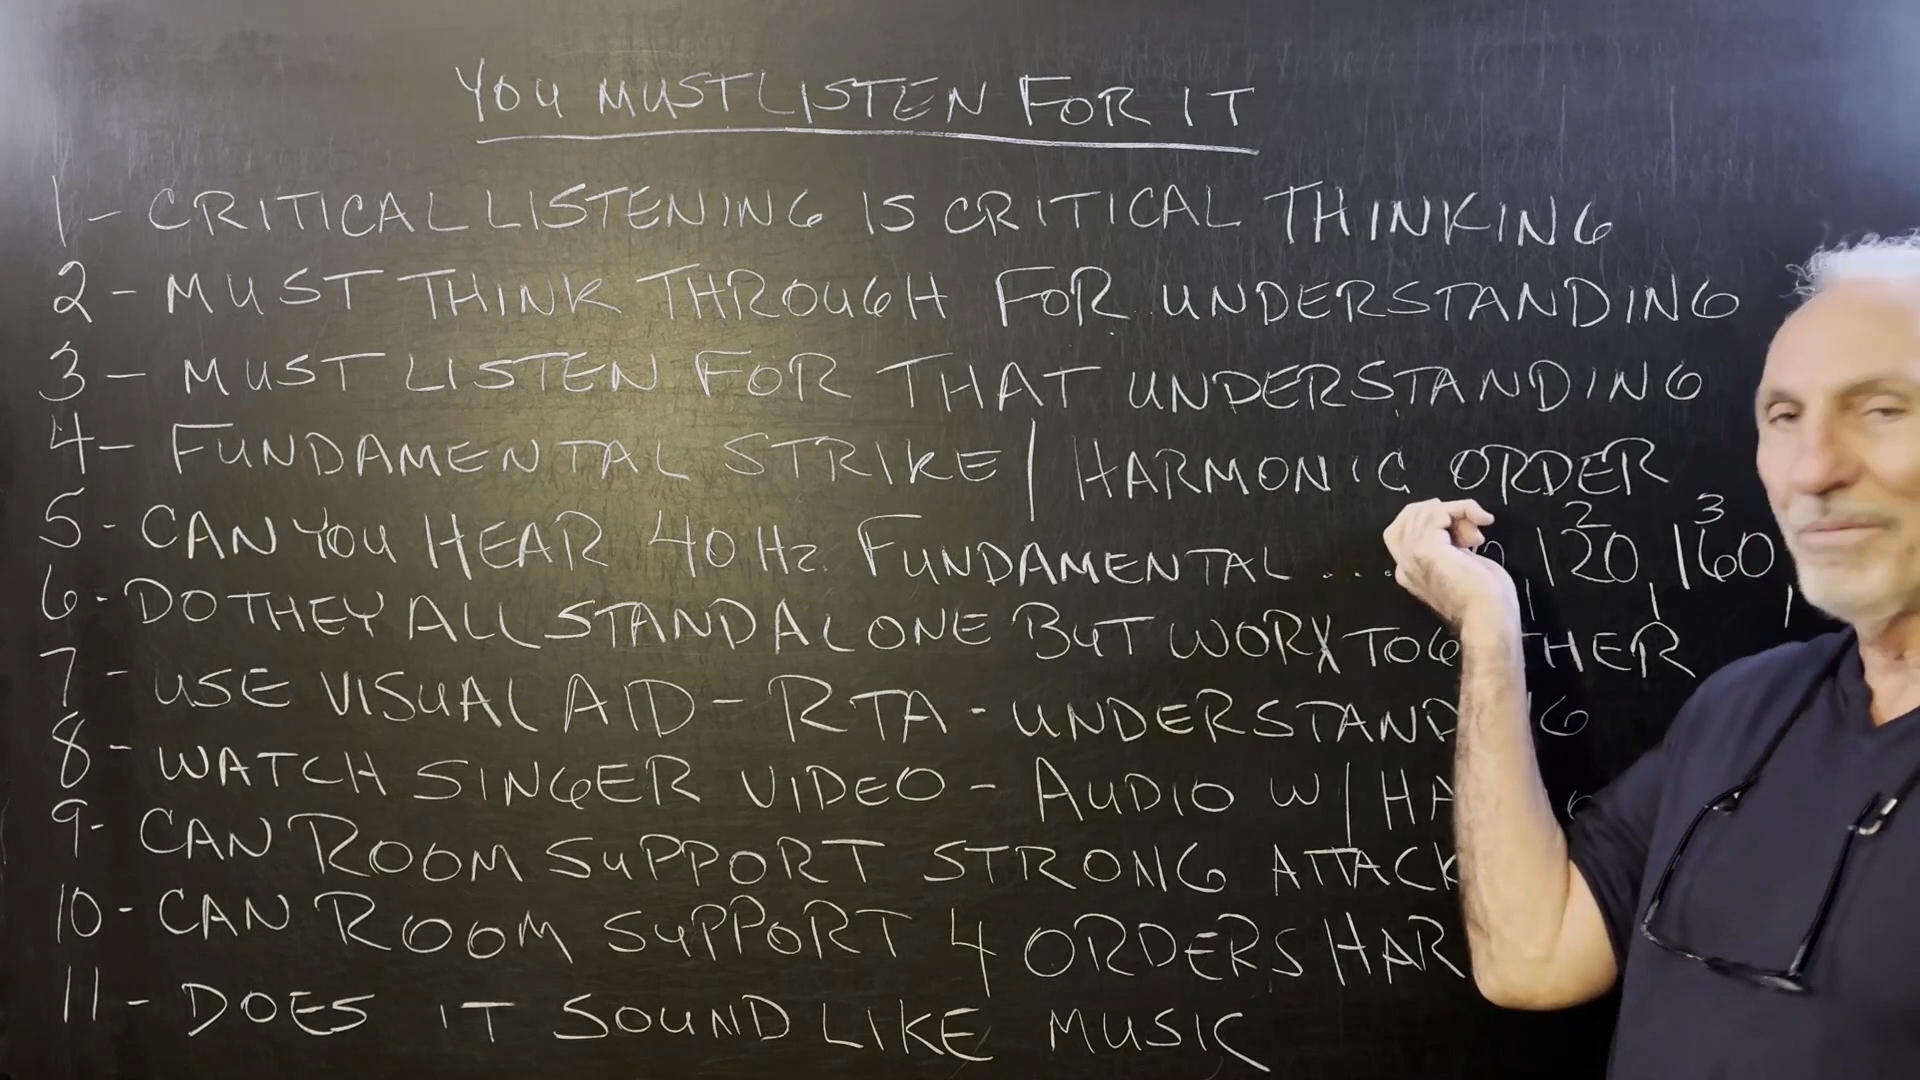 YOU MUST LISTEN FOR IT
1 - CRITICAL LISTENING IS CRITICAL THINKING
2 - MUST THINK THROUGH FOR UNDERSTANDING
3 - MUST LISTEN FOR THAT UNDERSTANDING
4 - FUNDAMENTAL STRIKE / HARMONIC ORDER
2 3
5 - CAN YOU HEAR 40 Hz. FUNDAMENTAL ... 120, 160,
6 - DO THEY ALL STAND ALONE BUT WORK TOGETHER
7 - USE VISUAL AID - RTA -
8 - WATCH SINGER VIDEO - AUDIO W/
9 - CAN ROOM SUPPORT STRONG ATTACK
10 - CAN ROOM SUPPORT 4 ORDERS
11 - DOES IT SOUND LIKE MUSIC